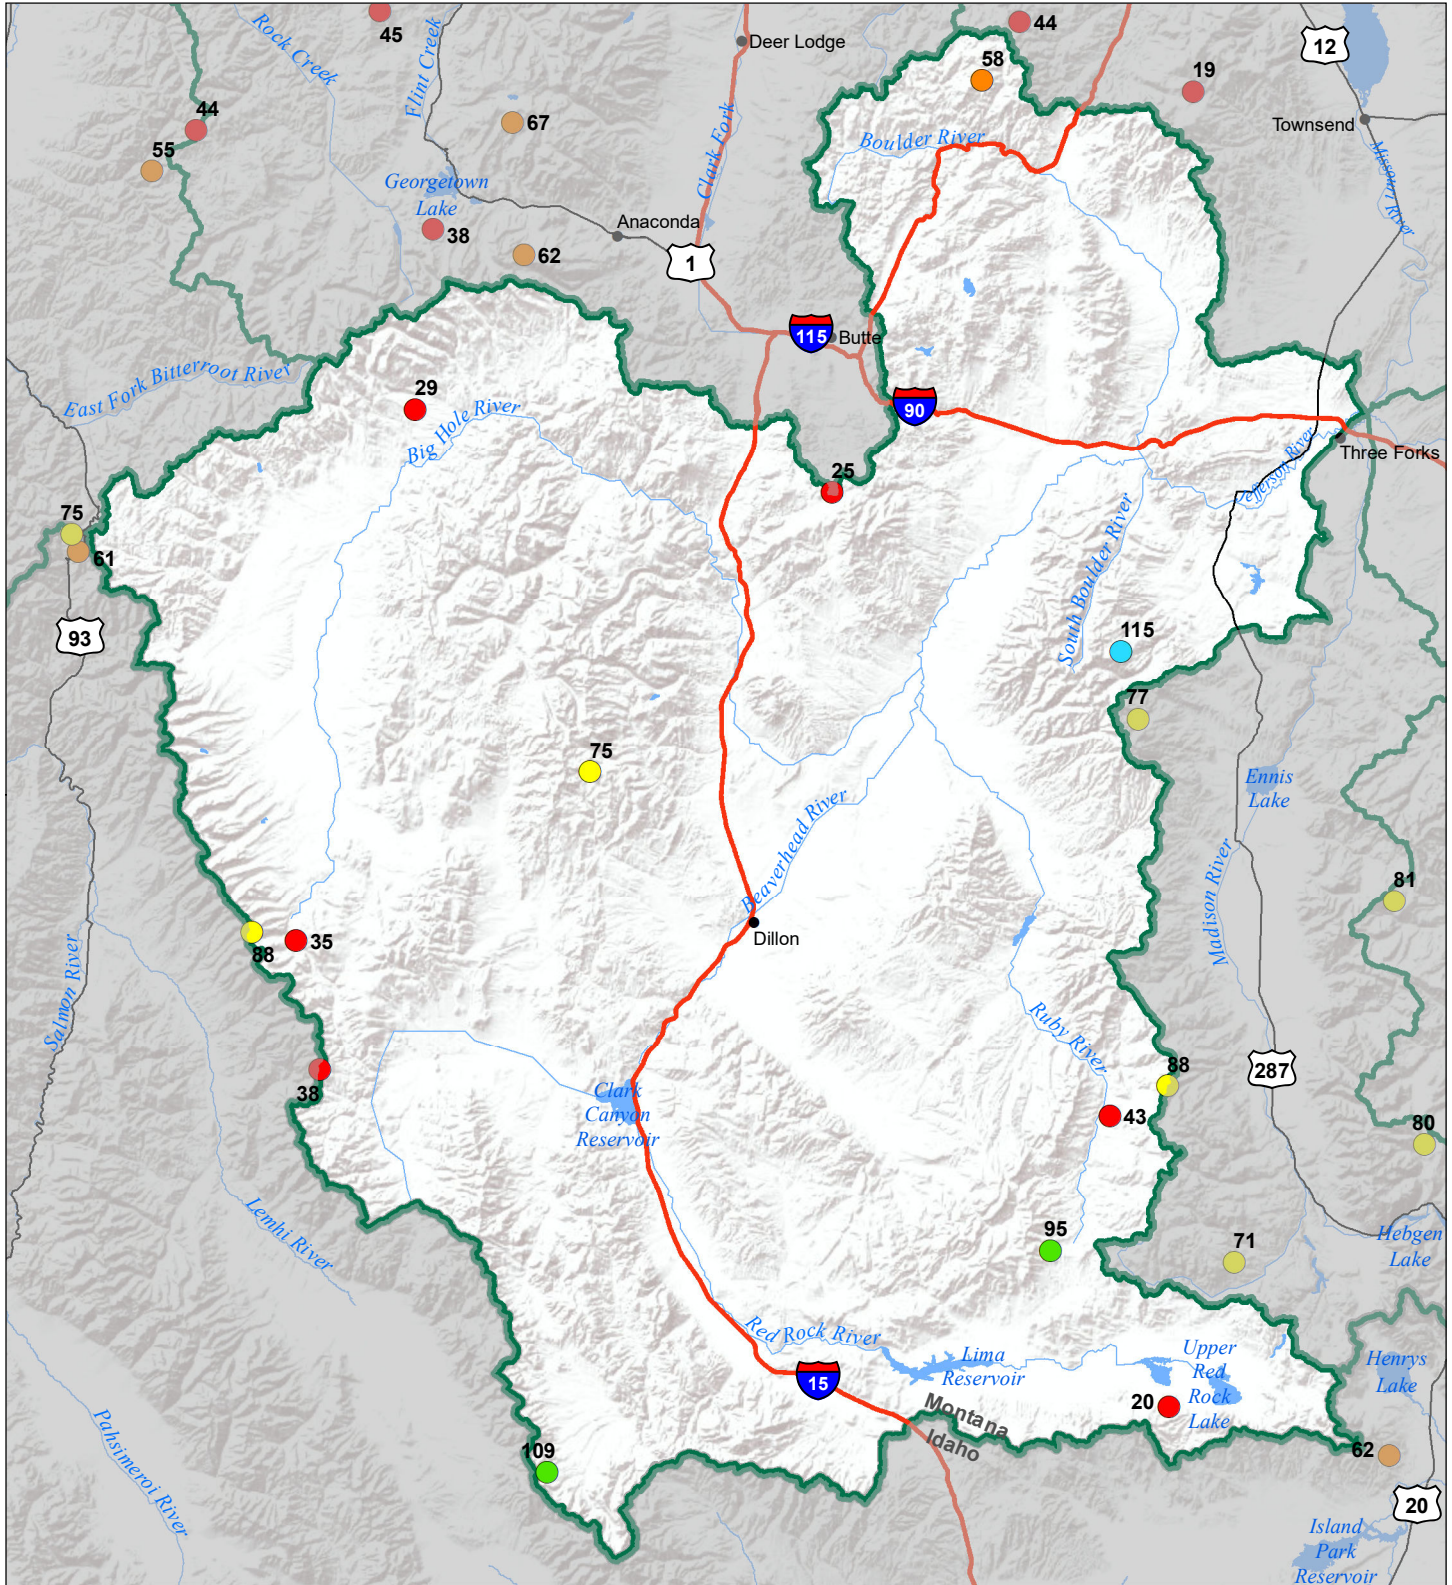 45
44
Rock Creek
Flint Creek
Deer Lodge
12
58
19
44
67
Clark Fork
Townsend
55
Boulder River
Missouri River
Georgetown
Lake
38
Anaconda
62
1
115
Butte
East Fork Bitterroot River
29
Big Hole River
90
Three Forks
25
Jefferson River
75
61
South Boulder River
93
115
77
75
Ennis
Lake
Beaverhead River
81
88
35
Dillon
Madison River
Salmon River
Ruby River
38
88
287
Clark
Canyon
Reservoir
43
80
Lemhi River
95
71
Hebgen
Lake
Red Rock River
Lima
Reservoir
Upper
Red
Rock
Lake
Henrys
Lake
15
20
Montana
Idaho
Pahsimeroi River
109
62
20
Island
Park
Reservoir